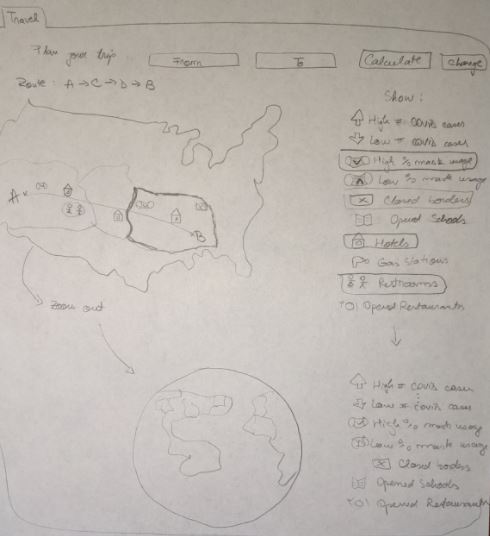 Travel
Plan your trip From To Calculate Change
Route: A → C → D → B
Show:
High # COVID cases
Low # COVID cases
High % mask usage
Low % mask usage
Closed borders
Opened Schools
Hotels
Gas stations
Restrooms
Opened Restaurants
A
B
Zoom out
High # COVID cases
Low # COVID cases
High % mask usage
Low % mask usage
Closed borders
Opened Schools
Opened Restaurants